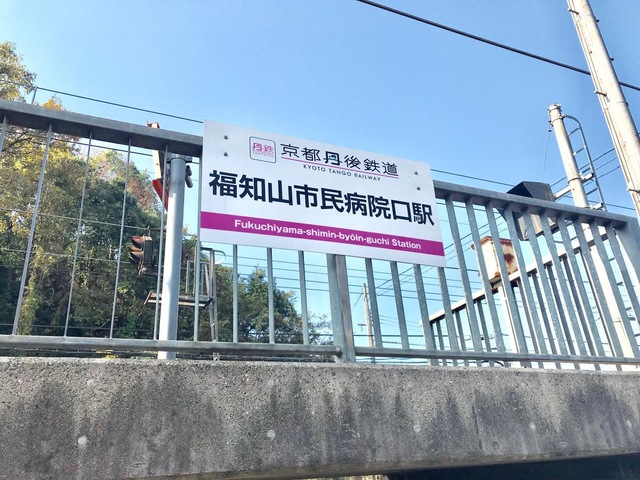 丹鉄
京都丹後鉄道
KYOTO TANGO RAILWAY
福知山市民病院口駅
Fukuchiyama-shimin-byōin-guchi Station